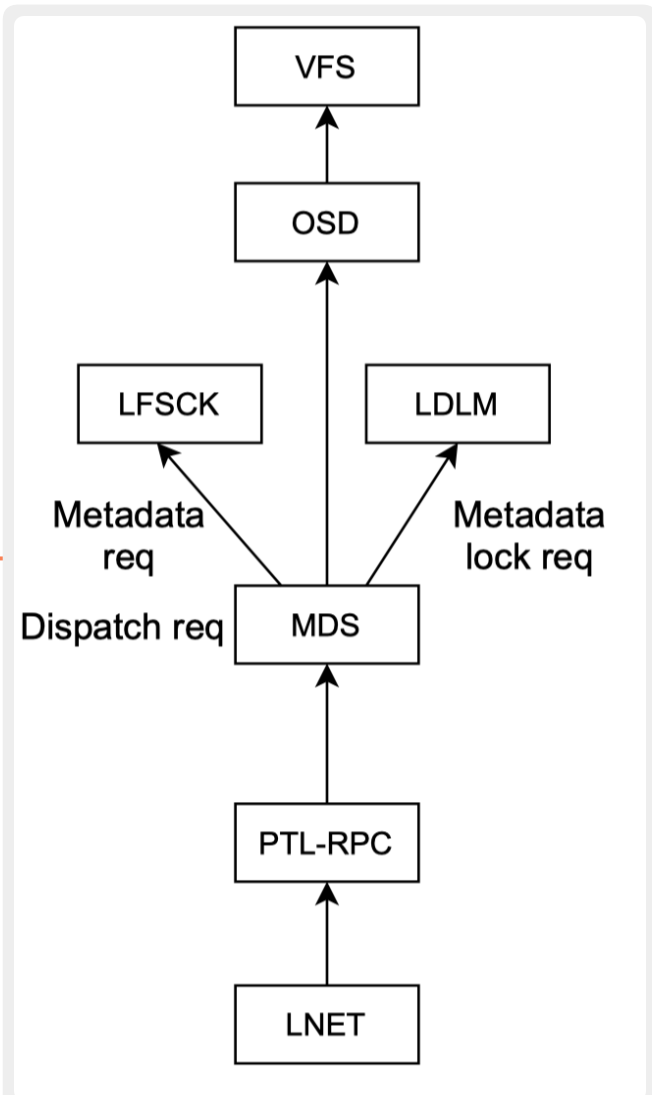 VFS
OSD
LFSCK
LDLM
Metadata
req
Metadata
lock req
Dispatch req
MDS
PTL-RPC
LNET